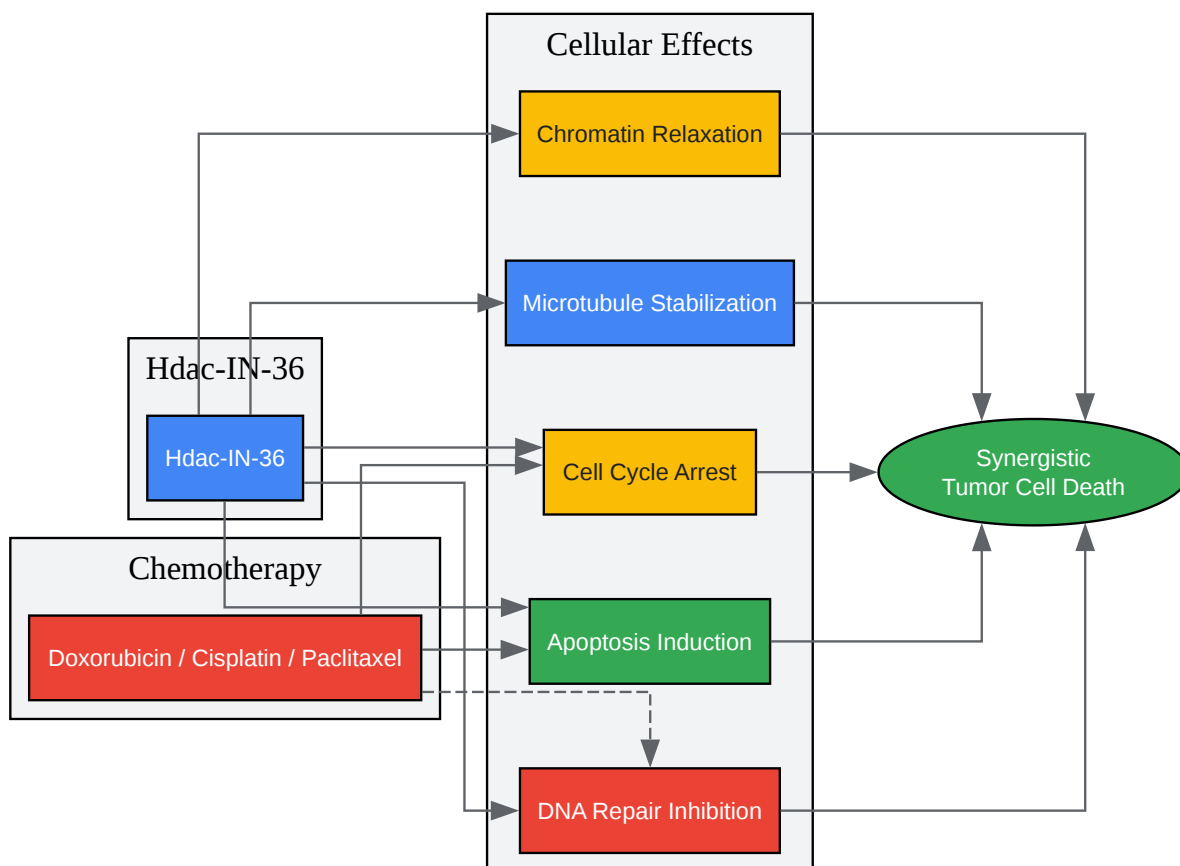 Cellular Effects
Chromatin Relaxation
Microtubule Stabilization
Hdac-IN-36
Hdac-IN-36
Cell Cycle Arrest
Synergistic
Tumor Cell Death
Chemotherapy
Doxorubicin / Cisplatin / Paclitaxel
Apoptosis Induction
DNA Repair Inhibition